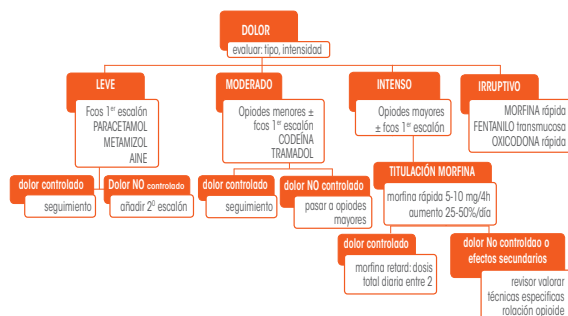 DOLOR
evaluar: tipo, intensidad
LEVE
Fcos 1er escalón
PARACETAMOL
METAMIZOL
AINE
MODERADO
Opiodes menores ±
fcos 1er escalón
CODEÍNA
TRAMADOL
INTENSO
Opiodes mayores
± fcos 1er escalón
IRRUPTIVO
MORFINA rápida
FENTANILO transmucosa
OXICODONA rápida
dolor controlado
seguimiento
Dolor NO controlado
añadir 2º escalón
dolor controlado
seguimiento
dolor NO controlado
pasar a opiodes
mayores
TITULACIÓN MORFINA
morfina rápida 5-10 mg/4h
aumento 25-50%/día
dolor controlado
morfina retard: dosis
total diaria entre 2
dolor No controldao o
efectos secundarios
revisor valorar
técnicas especificas
rolación opioide